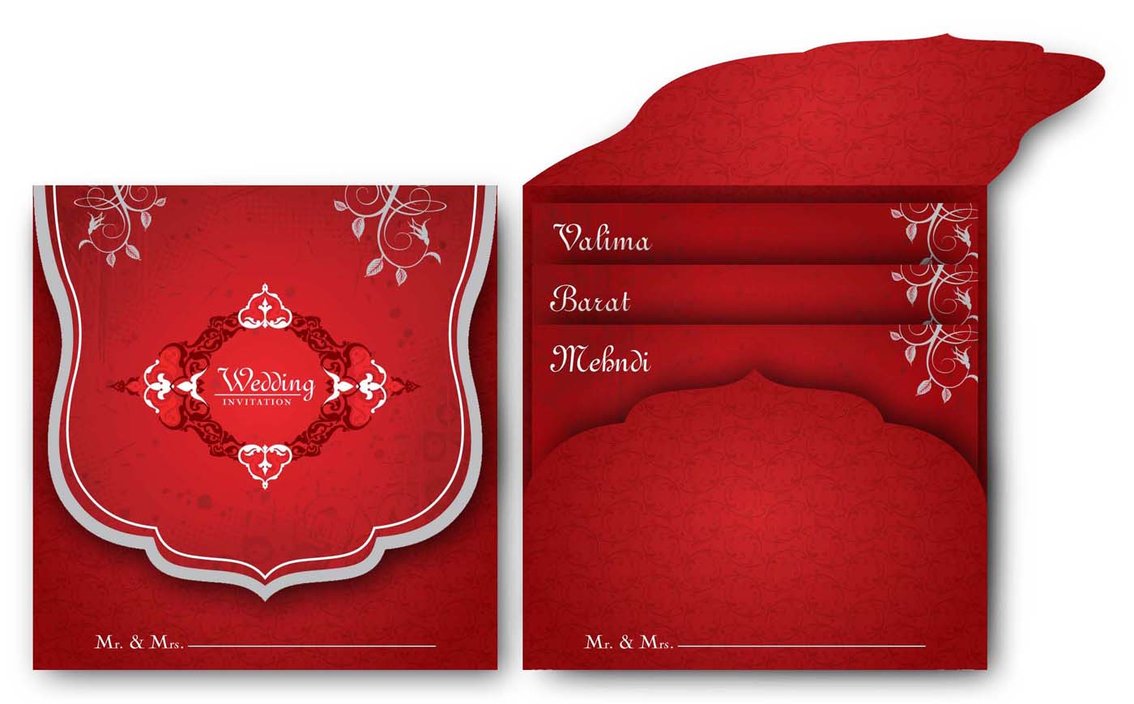 Wedding
INVITATION
Mr. & Mrs.
Valima
Barat
Mehndi
Mr. & Mrs.